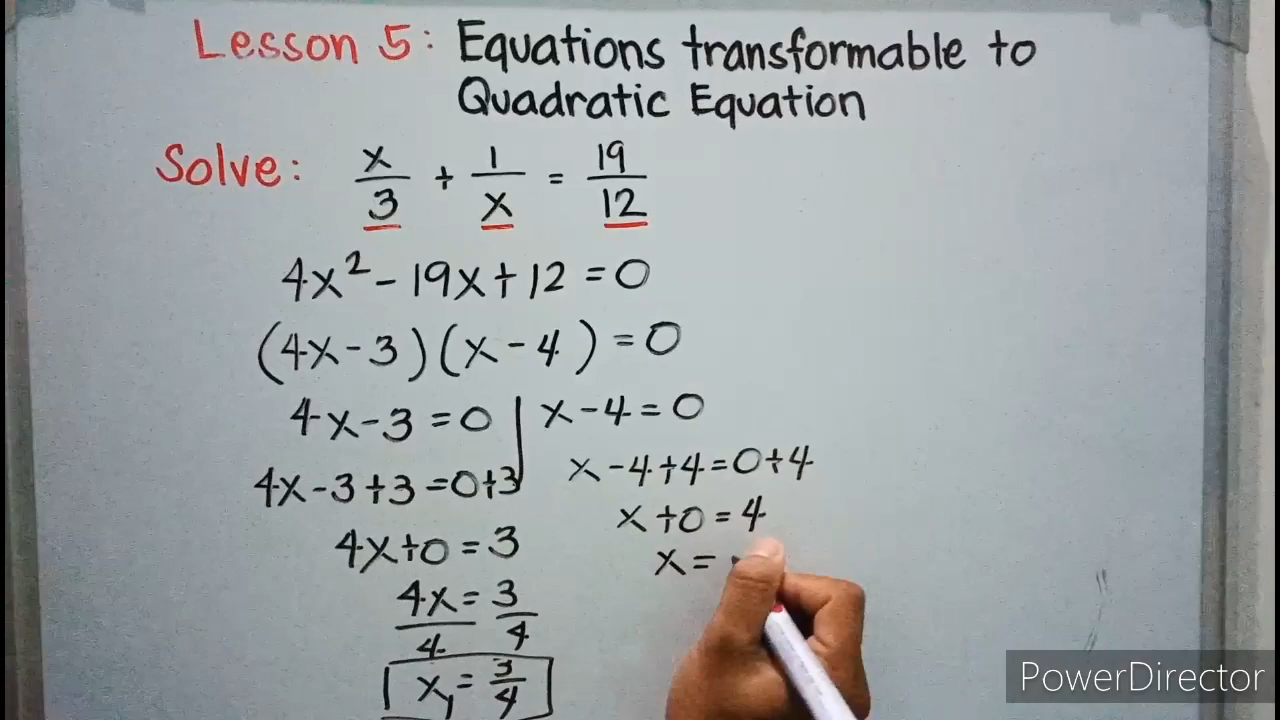 Lesson 5: Equations transformable to
Quadratic Equation
Solve: x/3 + 1/x = 19/12
4x² - 19x + 12 = 0
(4x - 3)(x - 4) = 0
4x - 3 = 0 | x - 4 = 0
4x - 3 + 3 = 0 + 3
4x + 0 = 3
4x/4 = 3/4
x₁ = 3/4
x - 4 + 4 = 0 + 4
x + 0 = 4
x =
PowerDirector